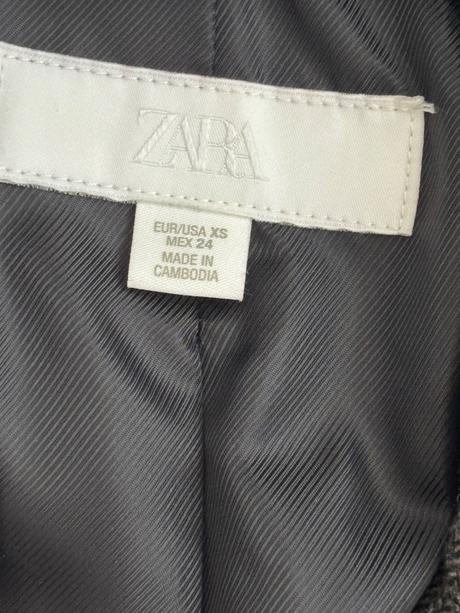 ZARA
EUR/USA XS
MEX 24
MADE IN
CAMBODIA